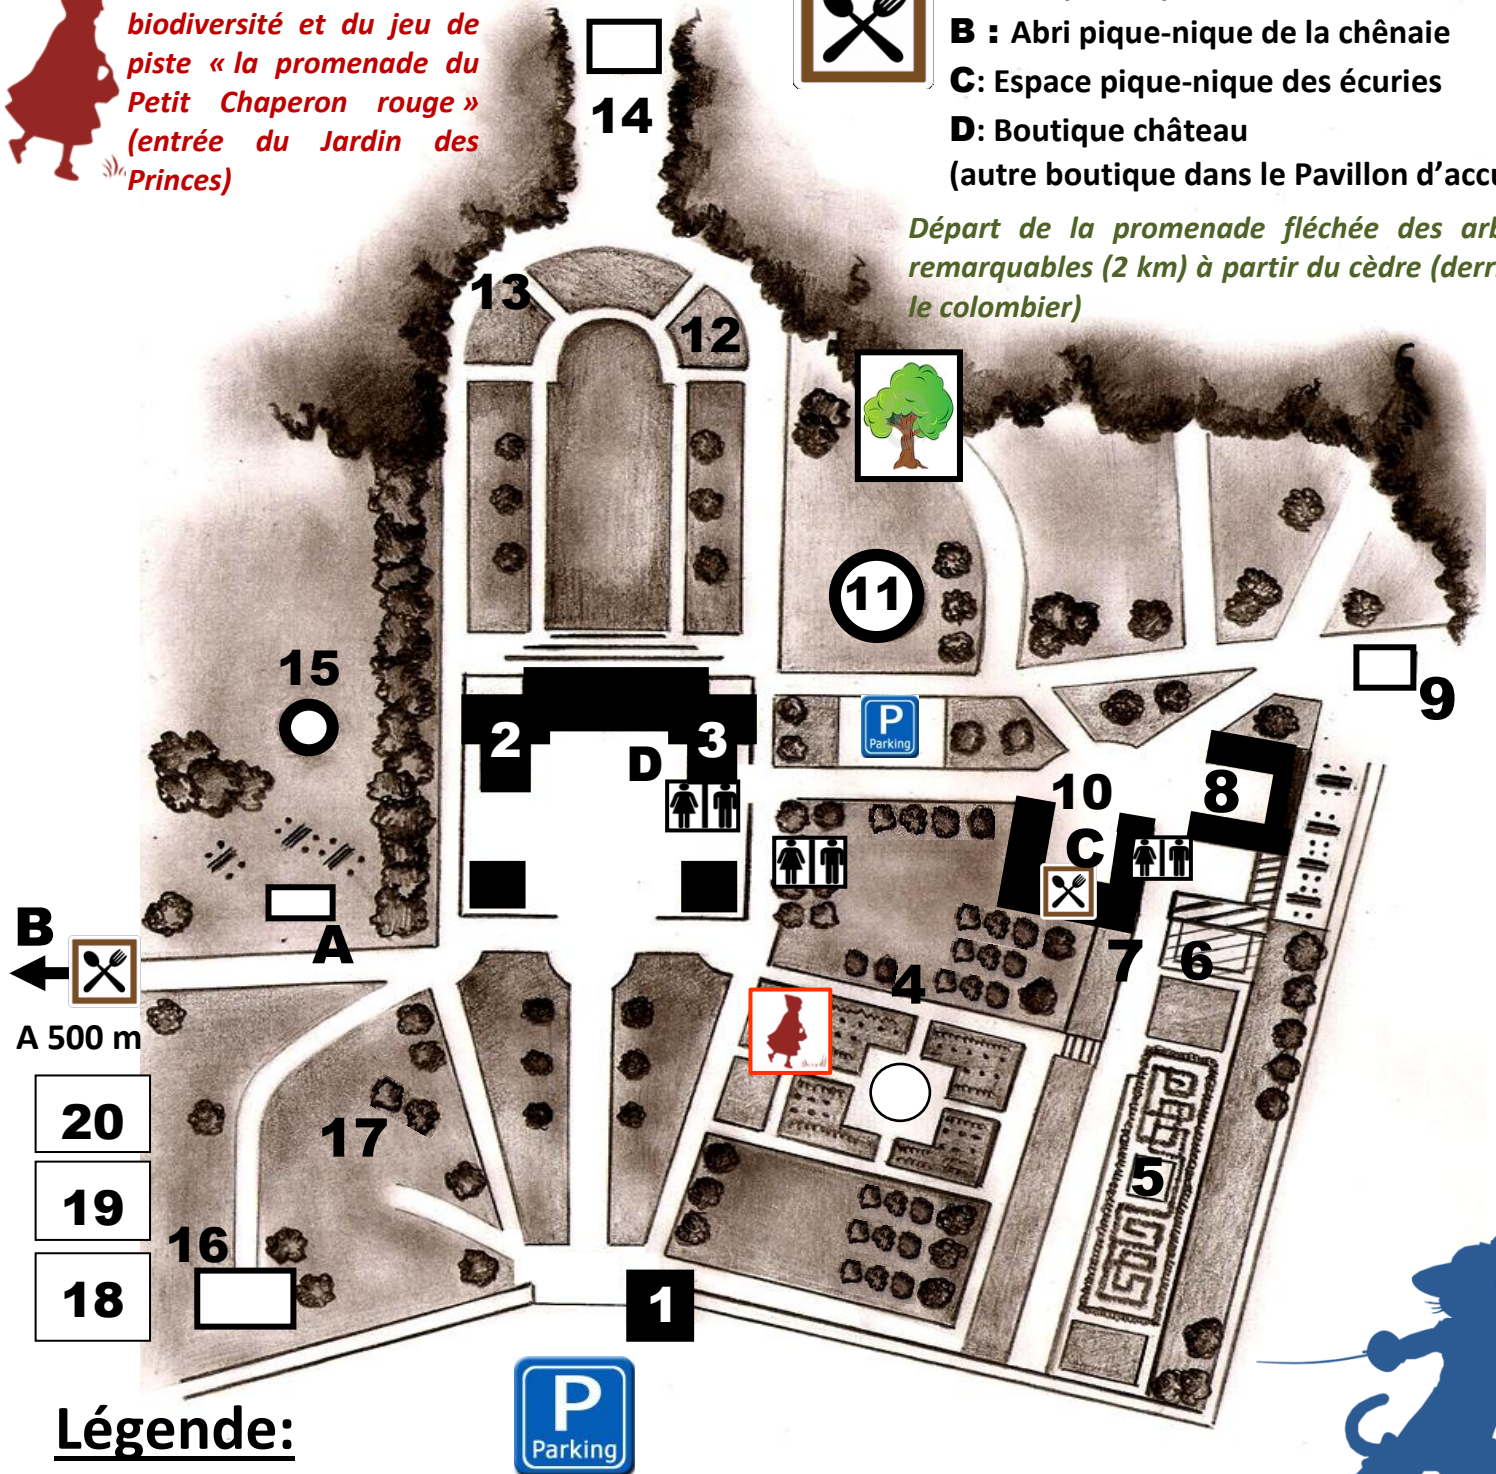 biodiversité et du jeu de
piste « la promenade du
Petit Chaperon rouge »
(entrée du Jardin des
Princes)
B : Abri pique-nique de la chênaie
C: Espace pique-nique des écuries
D: Boutique château
(autre boutique dans le Pavillon d'accu
Départ de la promenade fléchée des arb
remarquables (2 km) à partir du cèdre (derr
le colombier)
14
13
12
11
15
9
2
3
D
P
Parking
10
8
C
A
B
7
6
4
A 500 m
20
17
19
5
16
18
1
P
Parking
Légende: